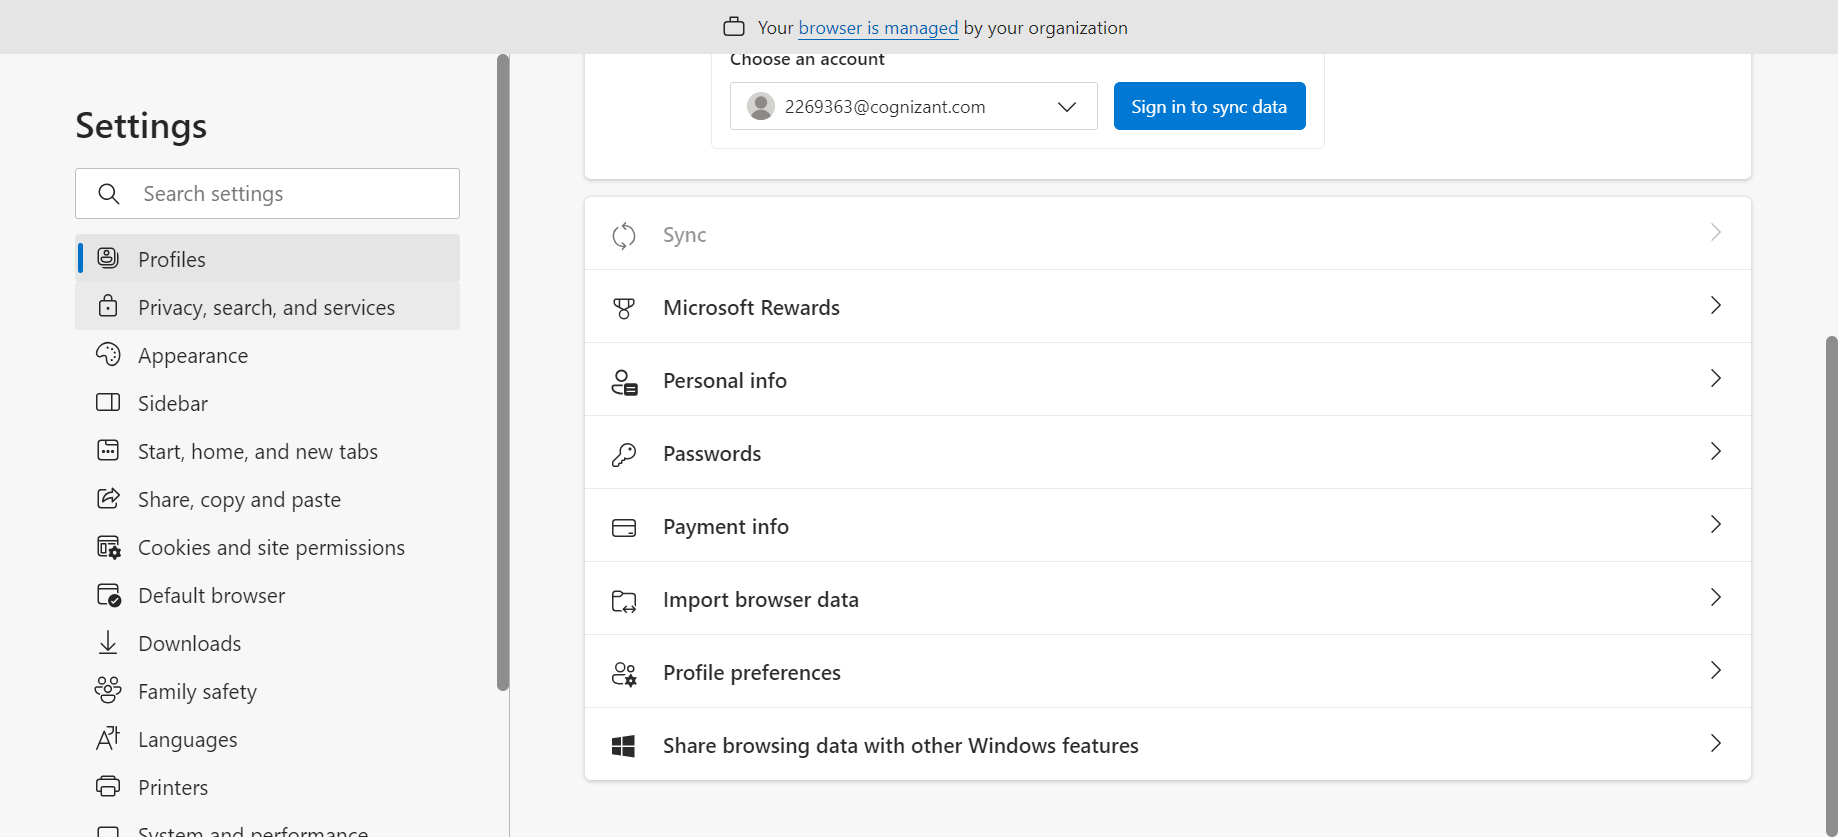 Your browser is managed by your organization
Settings
Search settings
Profiles
Privacy, search, and services
Appearance
Sidebar
Start, home, and new tabs
Share, copy and paste
Cookies and site permissions
Default browser
Downloads
Family safety
Languages
Printers
System and performance
Choose an account
2269363@cognizant.com
Sign in to sync data
Sync
Microsoft Rewards
Personal info
Passwords
Payment info
Import browser data
Profile preferences
Share browsing data with other Windows features